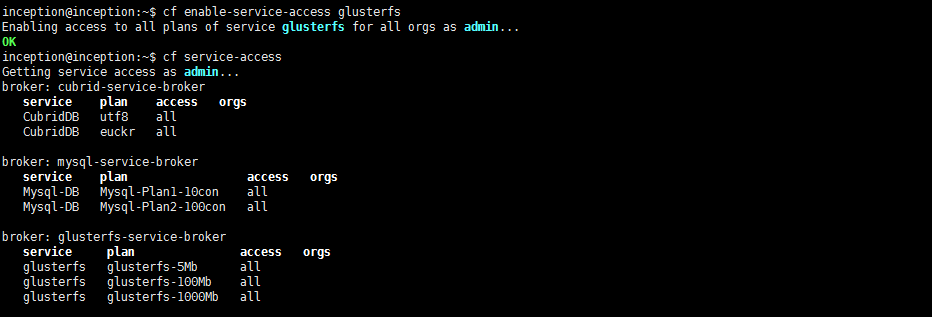 inception@inception:~$ cf enable-service-access glusterfs
Enabling access to all plans of service glusterfs for all orgs as admin...
OK
inception@inception:~$ cf service-access
Getting service access as admin...
broker: cubrid-service-broker
   service    plan    access   orgs
   CubridDB   utf8    all
   CubridDB   euckr   all

broker: mysql-service-broker
   service    plan                 access   orgs
   Mysql-DB   Mysql-Plan1-10con    all
   Mysql-DB   Mysql-Plan2-100con   all

broker: glusterfs-service-broker
   service     plan               access   orgs
   glusterfs   glusterfs-5Mb      all
   glusterfs   glusterfs-100Mb    all
   glusterfs   glusterfs-1000Mb   all